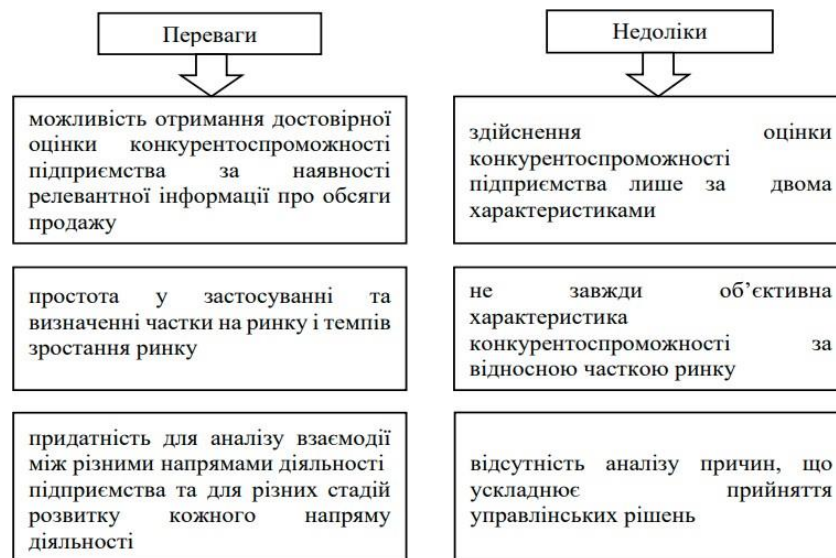 Переваги
можливість отримання достовірної
оцінки конкурентоспроможності
підприємства за наявності
релевантної інформації про обсяги
продажу
простота у застосуванні та
визначенні частки на ринку і темпів
зростання ринку
придатність для аналізу взаємодії
між різними напрямами діяльності
підприємства та для різних стадій
розвитку кожного напряму
діяльності
Недоліки
здійснення оцінки
конкурентоспроможності
підприємства лише за двома
характеристиками
не завжди об’єктивна
характеристика
конкурентоспроможності за
відносною часткою ринку
відсутність аналізу причин, що
ускладнює прийняття
управлінських рішень